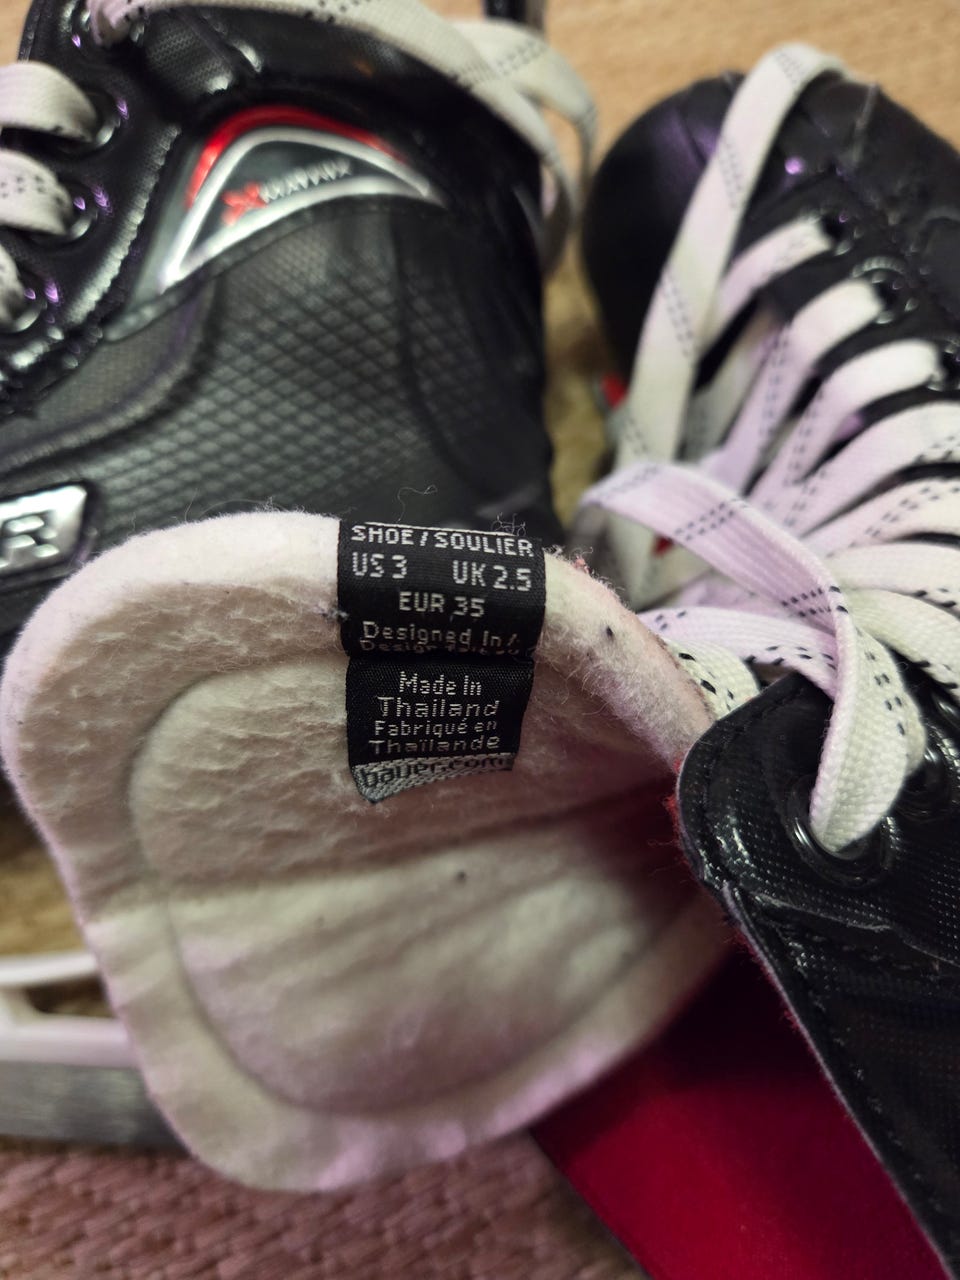 R
SHOE/SOULIER
US 3 UK 2.5
EUR 35
Designed In
Made In
Thailand
Fabriqué en
Thaïlande
bauer.com